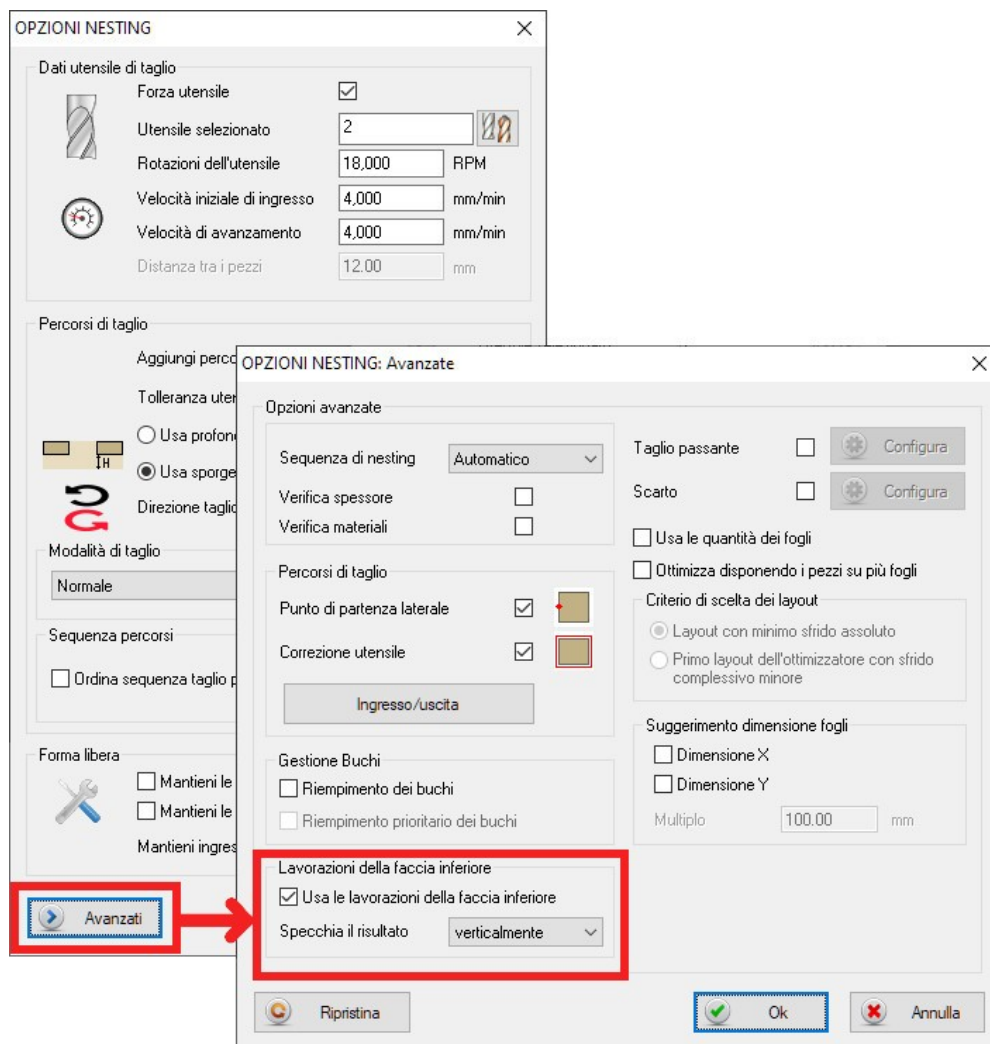 OPZIONI NESTING
Dati utensile di taglio
Forza utensile
Utensile selezionato 2
Rotazioni dell'utensile 18,000 RPM
Velocità iniziale di ingresso 4,000 mm/min
Velocità di avanzamento 4,000 mm/min
Distanza tra i pezzi 12.00 mm
Percorsi di taglio
Aggiungi perco
Tolleranza uter
Usa profon
H
Usa sporge
Direzione taglio
Modalità di taglio
Normale
Sequenza percorsi
Ordina sequenza taglio p
Forma libera
Mantieni le
Mantieni le
Mantieni ingres
Avanzati
OPZIONI NESTING: Avanzate
Opzioni avanzate
Sequenza di nesting Automatico
Verifica spessore
Verifica materiali
Percorsi di taglio
Punto di partenza laterale
Correzione utensile
Ingresso/uscita
Gestione Buchi
Riempimento dei buchi
Riempimento prioritario dei buchi
Lavorazioni della faccia inferiore
Usa le lavorazioni della faccia inferiore
Specchia il risultato verticalmente
Taglio passante Configura
Scarto Configura
Usa le quantità dei fogli
Ottimizza disponendo i pezzi su più fogli
Criterio di scelta dei layout
Layout con minimo sfrido assoluto
Primo layout dell'ottimizzatore con sfrido
complessivo minore
Suggerimento dimensione fogli
Dimensione X
Dimensione Y
Multiplo 100.00 mm
Ripristina Ok Annulla